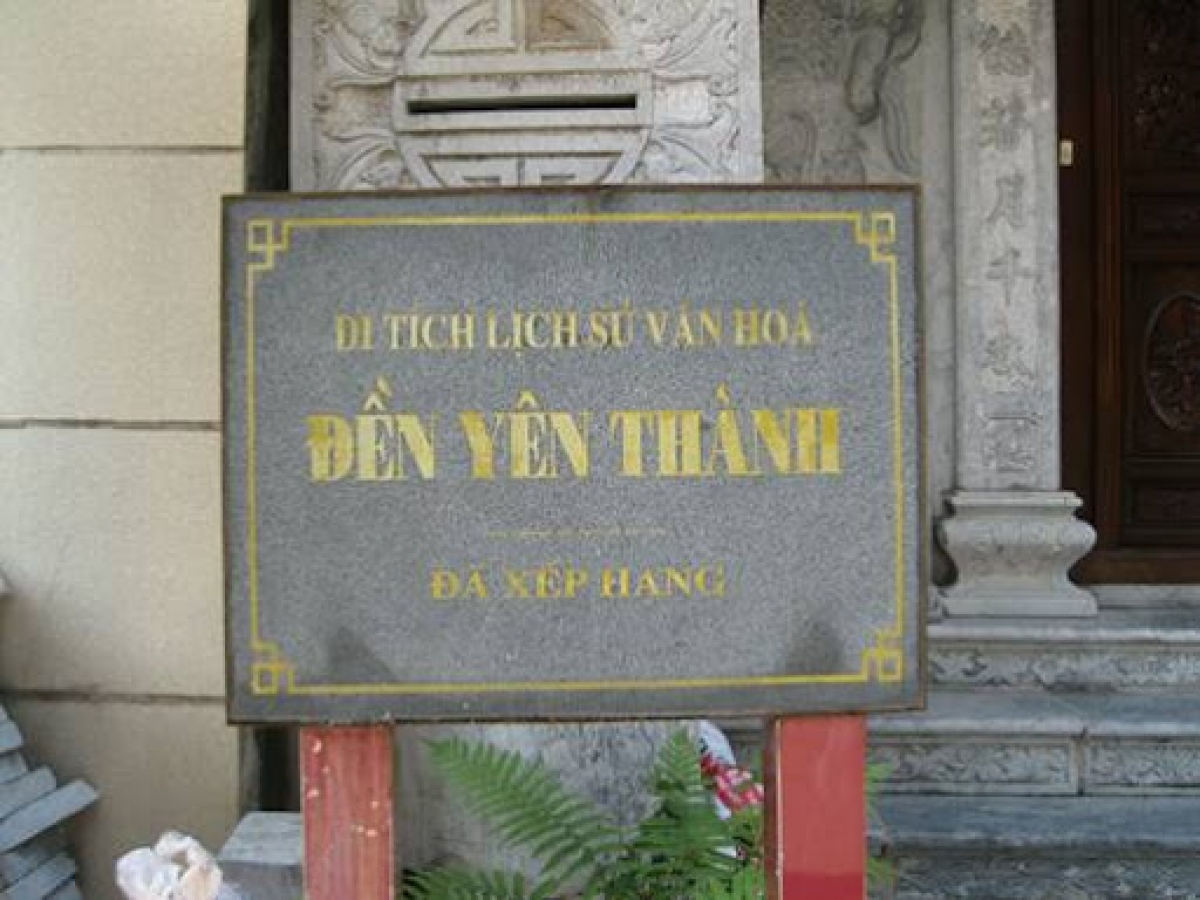 DI TÍCH LỊCH SỬ VĂN HOÁ
ĐỀN YÊN THÀNH
ĐÃ XẾP HẠNG